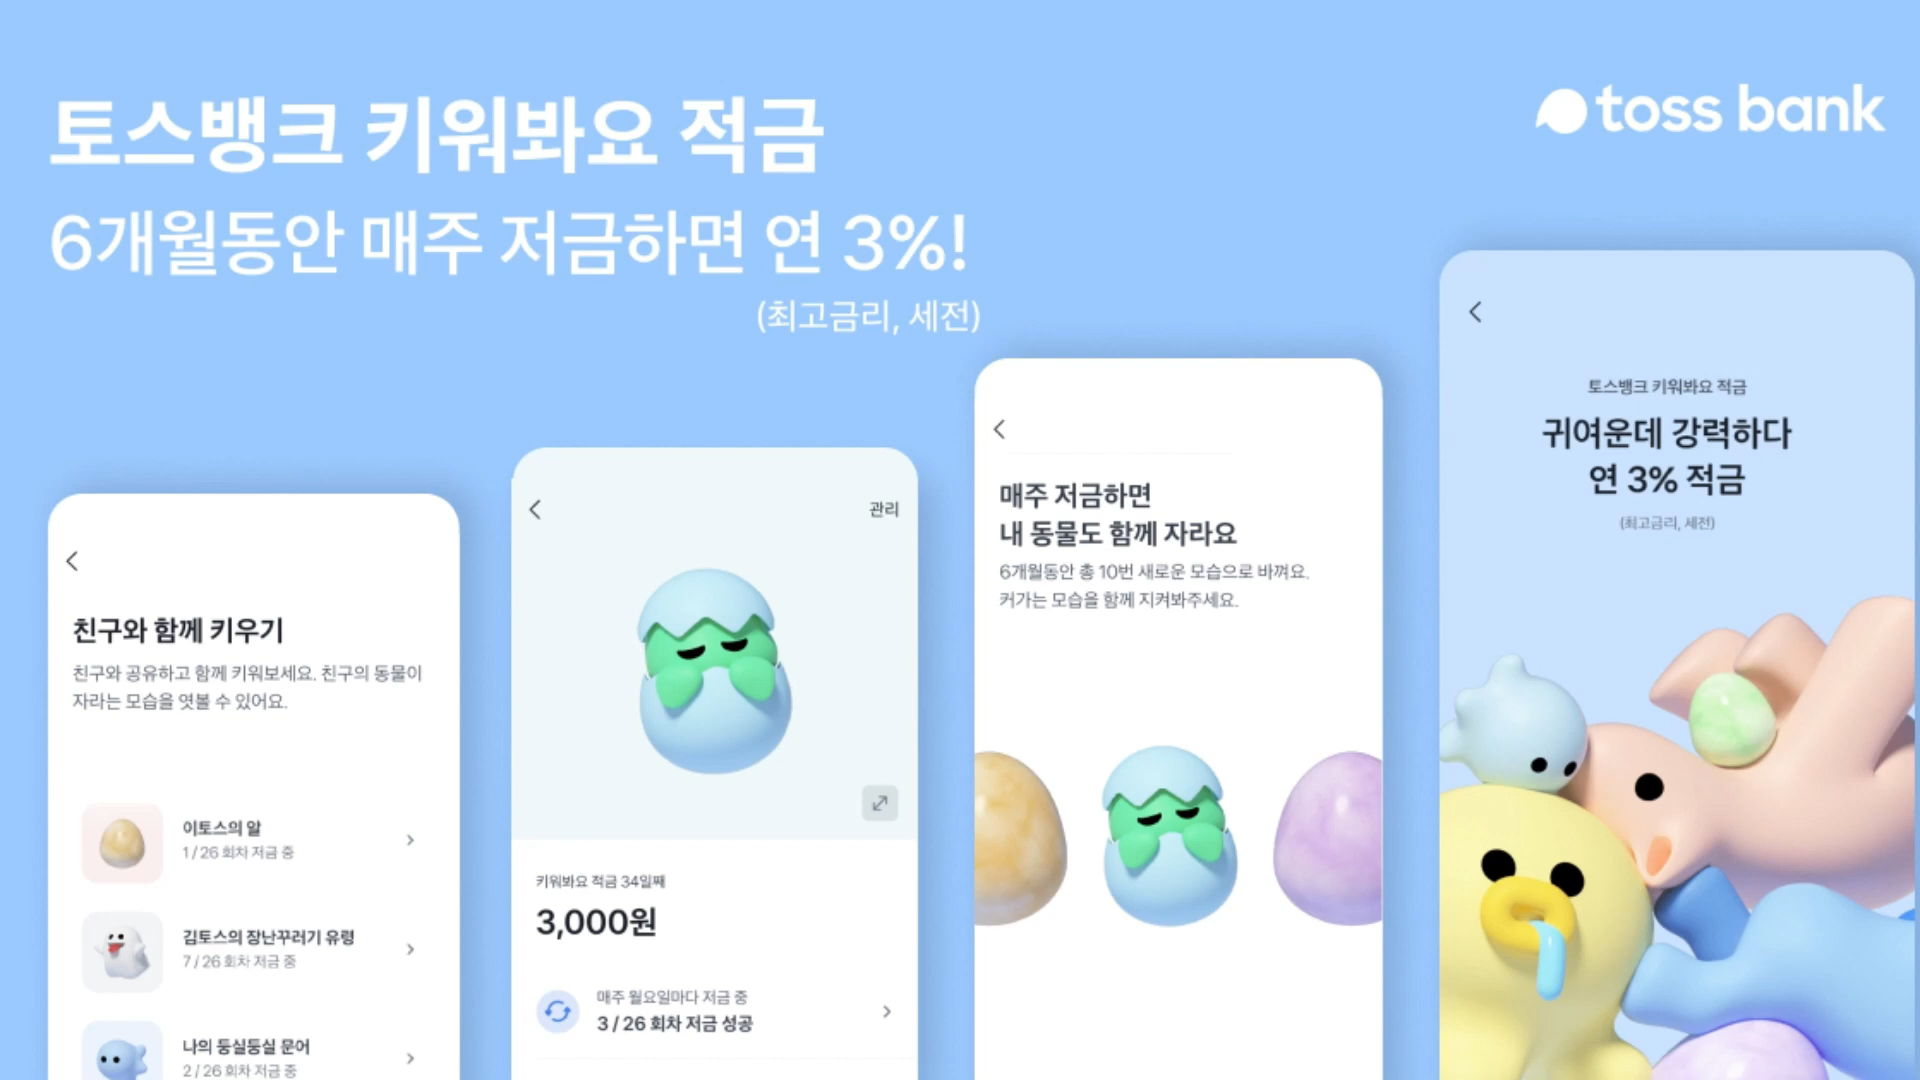 토스뱅크 키워봐요 적금
6개월동안 매주 저금하면 연 3%!
(최고금리, 세전)
toss bank
친구와 함께 키우기
친구와 공유하고 함께 키워보세요. 친구의 동물이
자라는 모습을 엿볼 수 있어요.
이토스의 알
1 / 26 회차 저금 중
김토스의 장난꾸러기 유령
7 / 26 회차 저금 중
나의 둥실둥실 문어
2 / 26 회차 저금 중
관리
키워봐요 적금 34일째
3,000원
매주 월요일마다 저금 중
3 / 26 회차 저금 성공
매주 저금하면
내 동물도 함께 자라요
6개월동안 총 10번 새로운 모습으로 바껴요.
커가는 모습을 함께 지켜봐주세요.
토스뱅크 키워봐요 적금
귀여운데 강력하다
연 3% 적금
(최고금리, 세전)